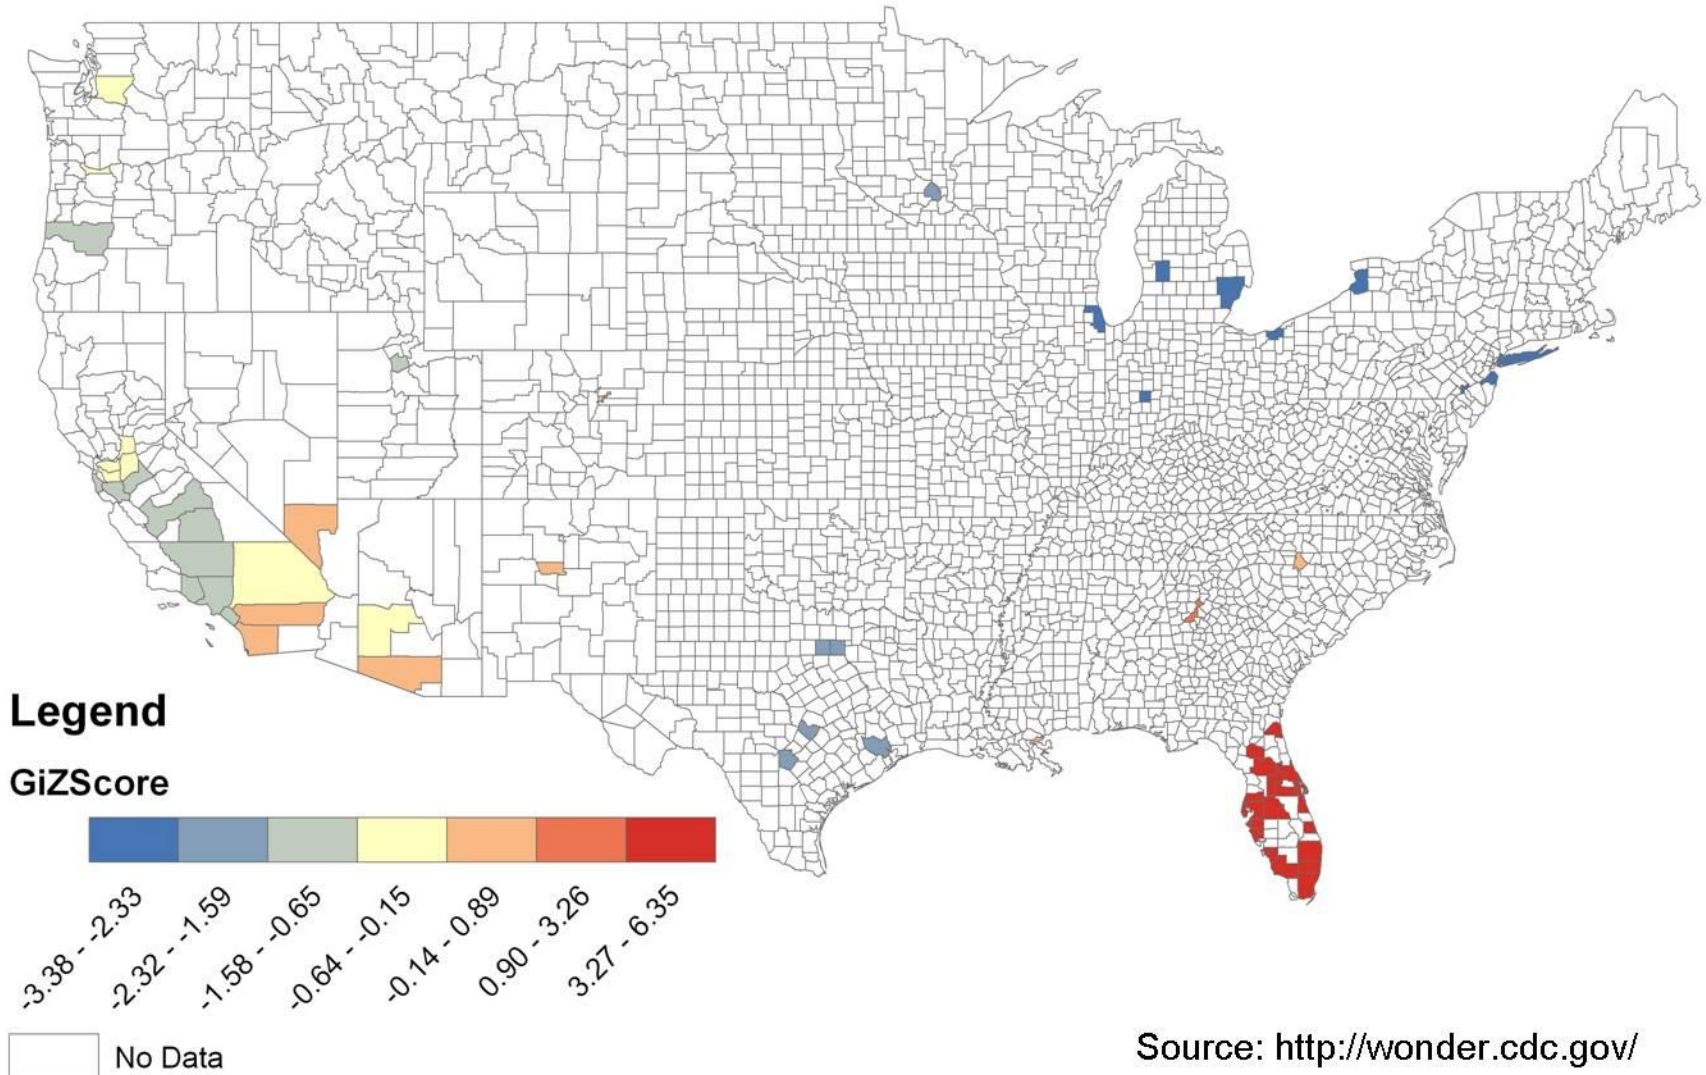 Legend
GiZScore
-3.38 - -2.33
-2.32 - -1.59
-1.58 - -0.65
-0.64 - -0.15
-0.14 - 0.89
0.90 - 3.26
3.27 - 6.35
No Data
Source: http://wonder.cdc.gov/